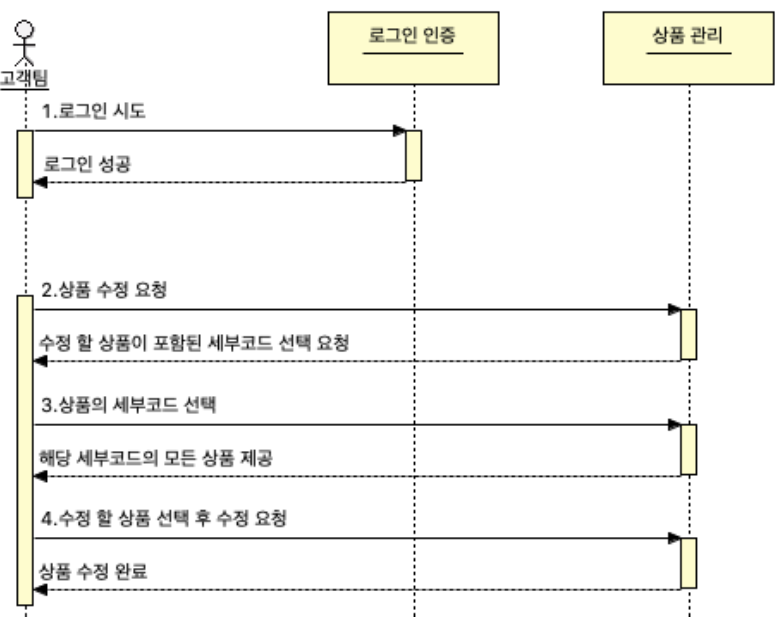 로그인 인증
상품 관리
고객팀
1.로그인 시도
로그인 성공
2.상품 수정 요청
수정 할 상품이 포함된 세부코드 선택 요청
3.상품의 세부코드 선택
해당 세부코드의 모든 상품 제공
4.수정 할 상품 선택 후 수정 요청
상품 수정 완료